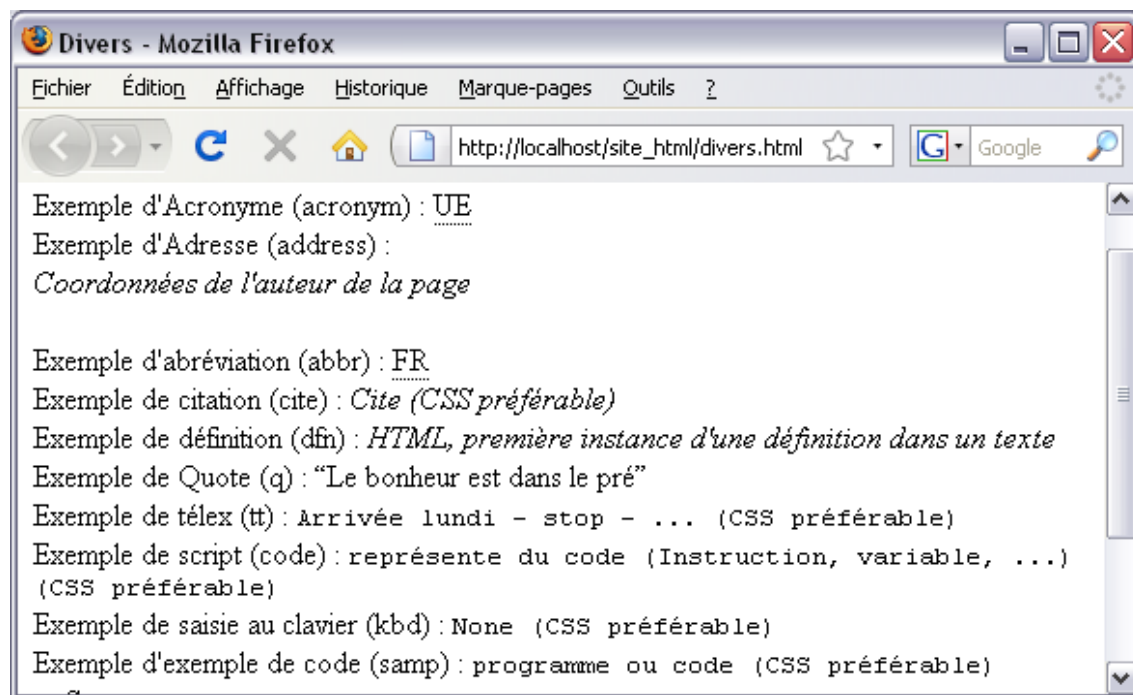 Divers - Mozilla Firefox
Fichier Édition Affichage Historique Marque-pages Outils ?
http://localhost/site_html/divers.html G Google
Exemple d'Acronyme (acronym) : UE
Exemple d'Adresse (address) :
Coordonnées de l'auteur de la page
Exemple d'abréviation (abbr) : FR
Exemple de citation (cite) : Cite (CSS préférable)
Exemple de définition (dfn) : HTML, première instance d'une définition dans un texte
Exemple de Quote (q) : “Le bonheur est dans le pré”
Exemple de télex (tt) : Arrivée lundi - stop - ... (CSS préférable)
Exemple de script (code) : représente du code (Instruction, variable, ...)
(CSS préférable)
Exemple de saisie au clavier (kbd) : None (CSS préférable)
Exemple d'exemple de code (samp) : programme ou code (CSS préférable)